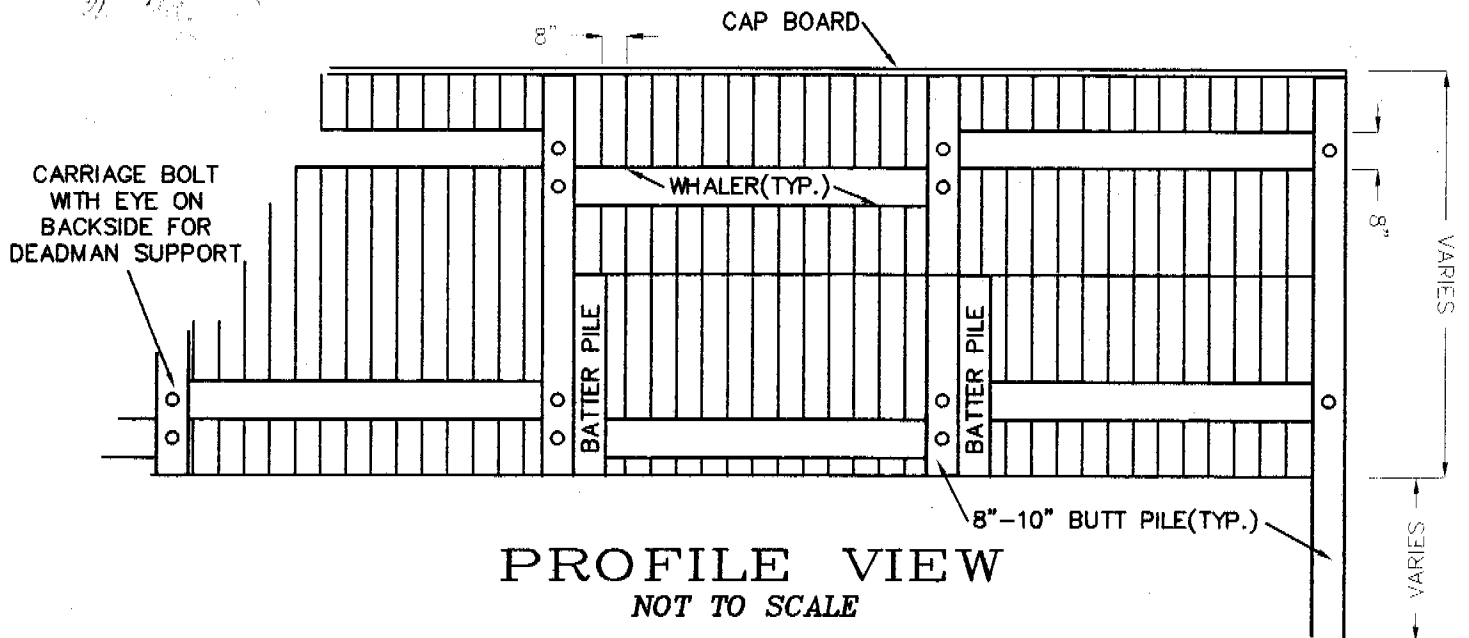 CAP BOARD
8"
CARRIAGE BOLT
WITH EYE ON
BACKSIDE FOR
DEADMAN SUPPORT
WHALER(TYP.)
8"
VARIES
BATTER PILE
BATTER PILE
8"-10" BUTT PILE(TYP.)
VARIES
PROFILE VIEW
NOT TO SCALE